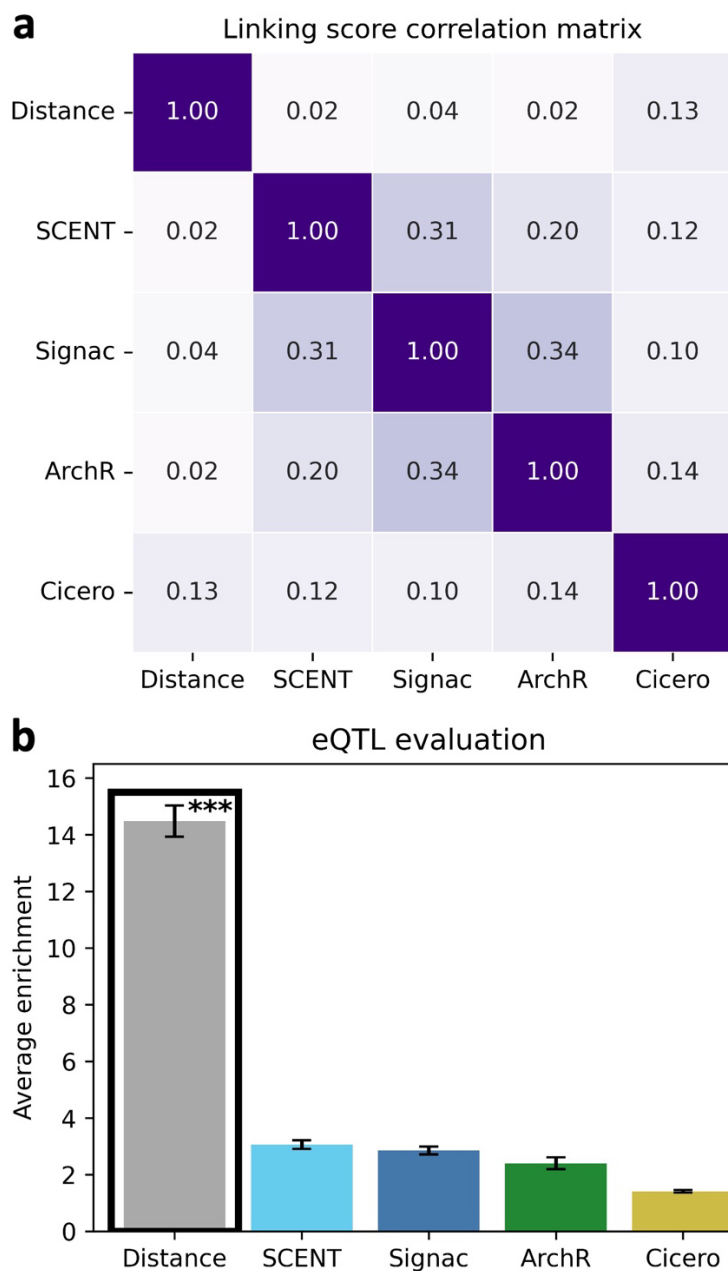 a
Linking score correlation matrix
Distance 1.00 0.02 0.04 0.02 0.13
SCENT 0.02 1.00 0.31 0.20 0.12
Signac 0.04 0.31 1.00 0.34 0.10
ArchR 0.02 0.20 0.34 1.00 0.14
Cicero 0.13 0.12 0.10 0.14 1.00
Distance SCENT Signac ArchR Cicero
b
eQTL evaluation
Average enrichment
16
***
14
12
10
8
6
4
2
0
Distance SCENT Signac ArchR Cicero